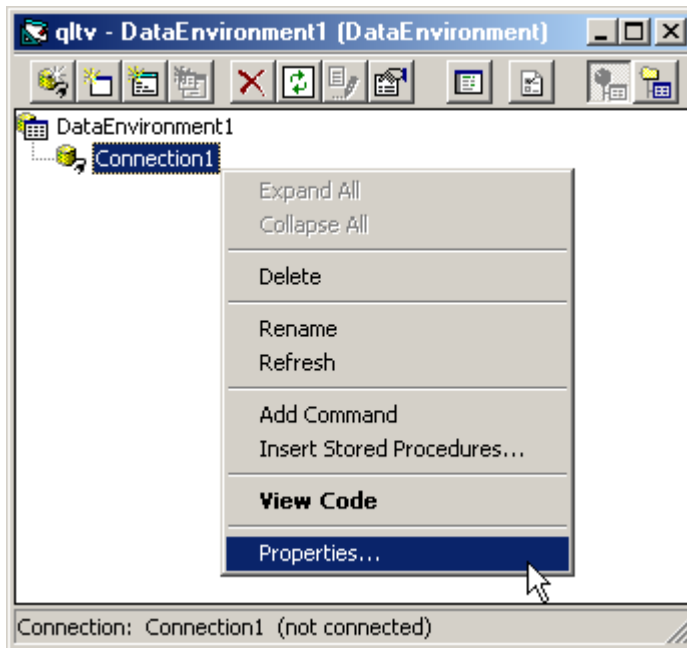 qltv - DataEnvironment1 (DataEnvironment)
DataEnvironment1
Connection1
Expand All
Collapse All
Delete
Rename
Refresh
Add Command
Insert Stored Procedures...
View Code
Properties...
Connection: Connection1 (not connected)